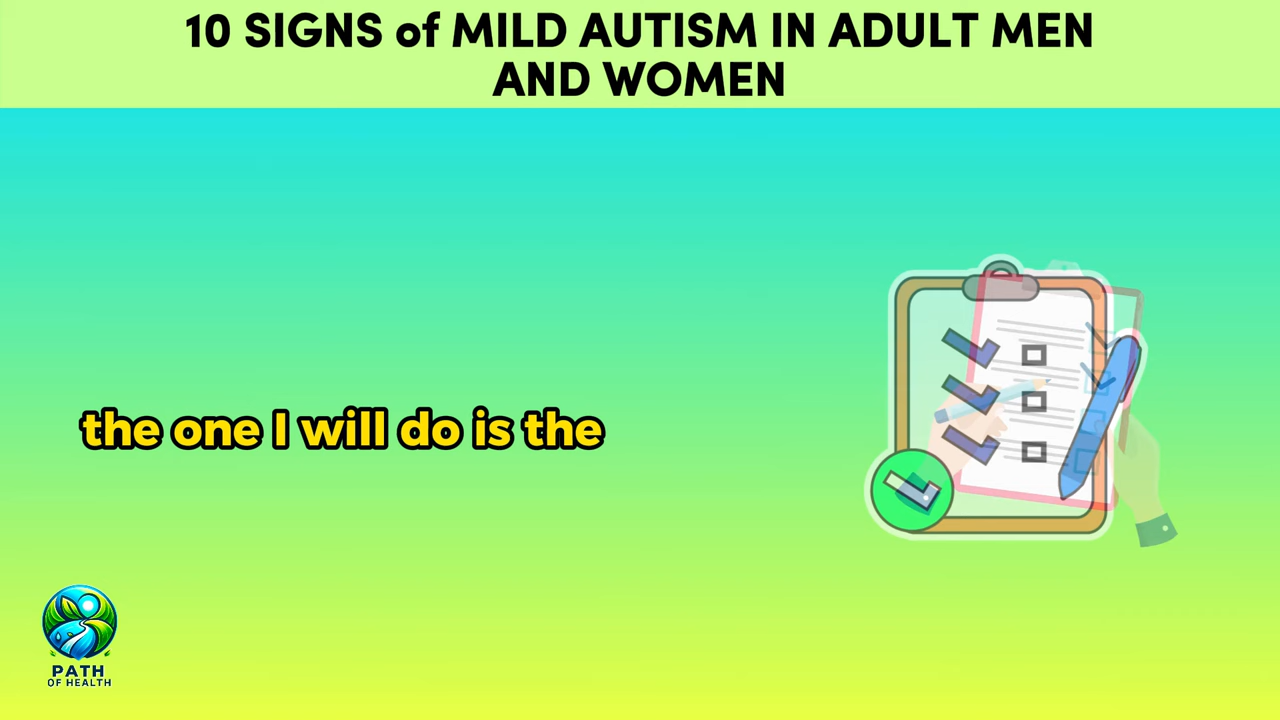 10 SIGNS of MILD AUTISM IN ADULT MEN
AND WOMEN
the one I will do is the
PATH
OF HEALTH